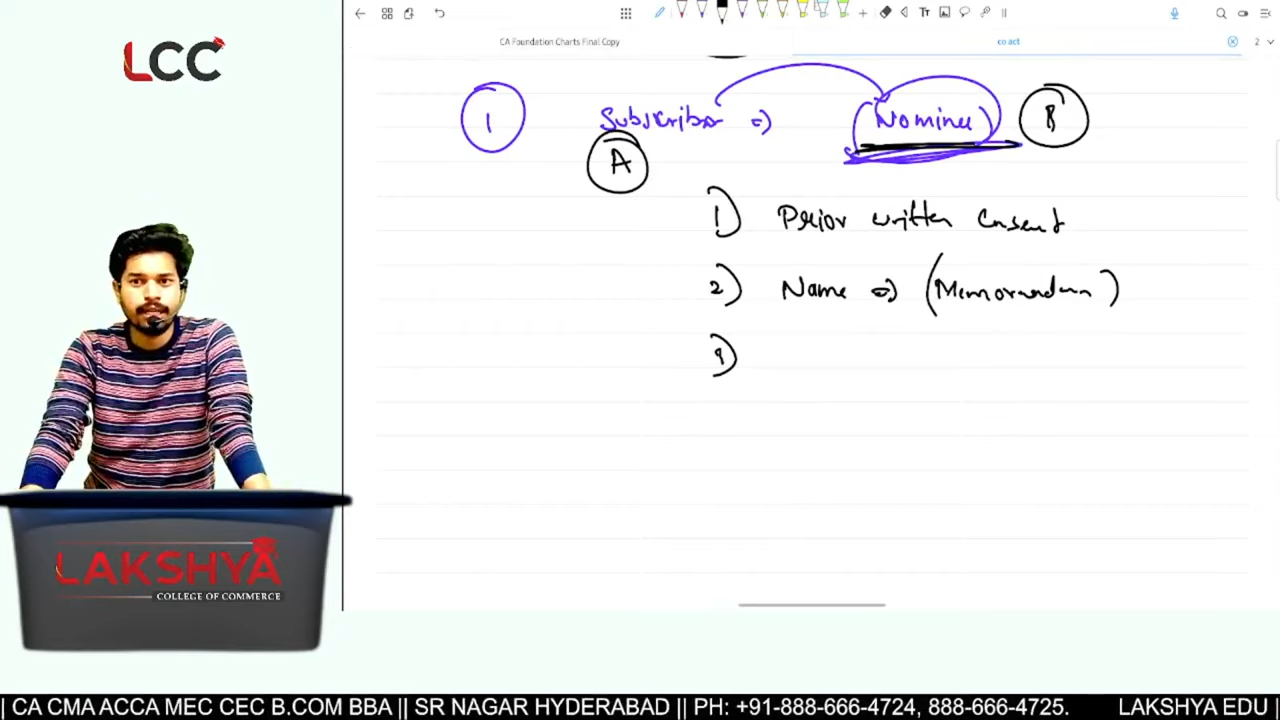 LCC
CA Foundation Charts Final Copy
co act
2
1 Subscriber => (Nominee) B
A
1) Prior written Consent
2) Name => (Memorandum)
3)
LAKSHYA
COLLEGE OF COMMERCE
| CA CMA ACCA MEC CEC B.COM BBA || SR NAGAR HYDERABAD || PH: +91-888-666-4724, 888-666-4725. LAKSHYA EDU |